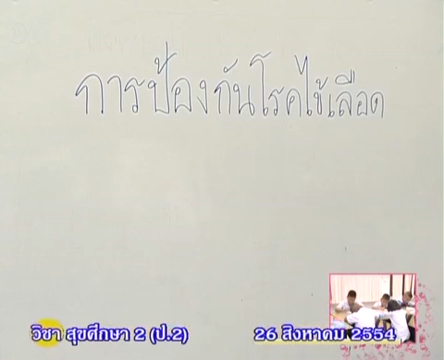 การป้องกันโรคไข้เลือด
วิชา สุขศึกษา 2 (ป.2)
26 สิงหาคม 2554